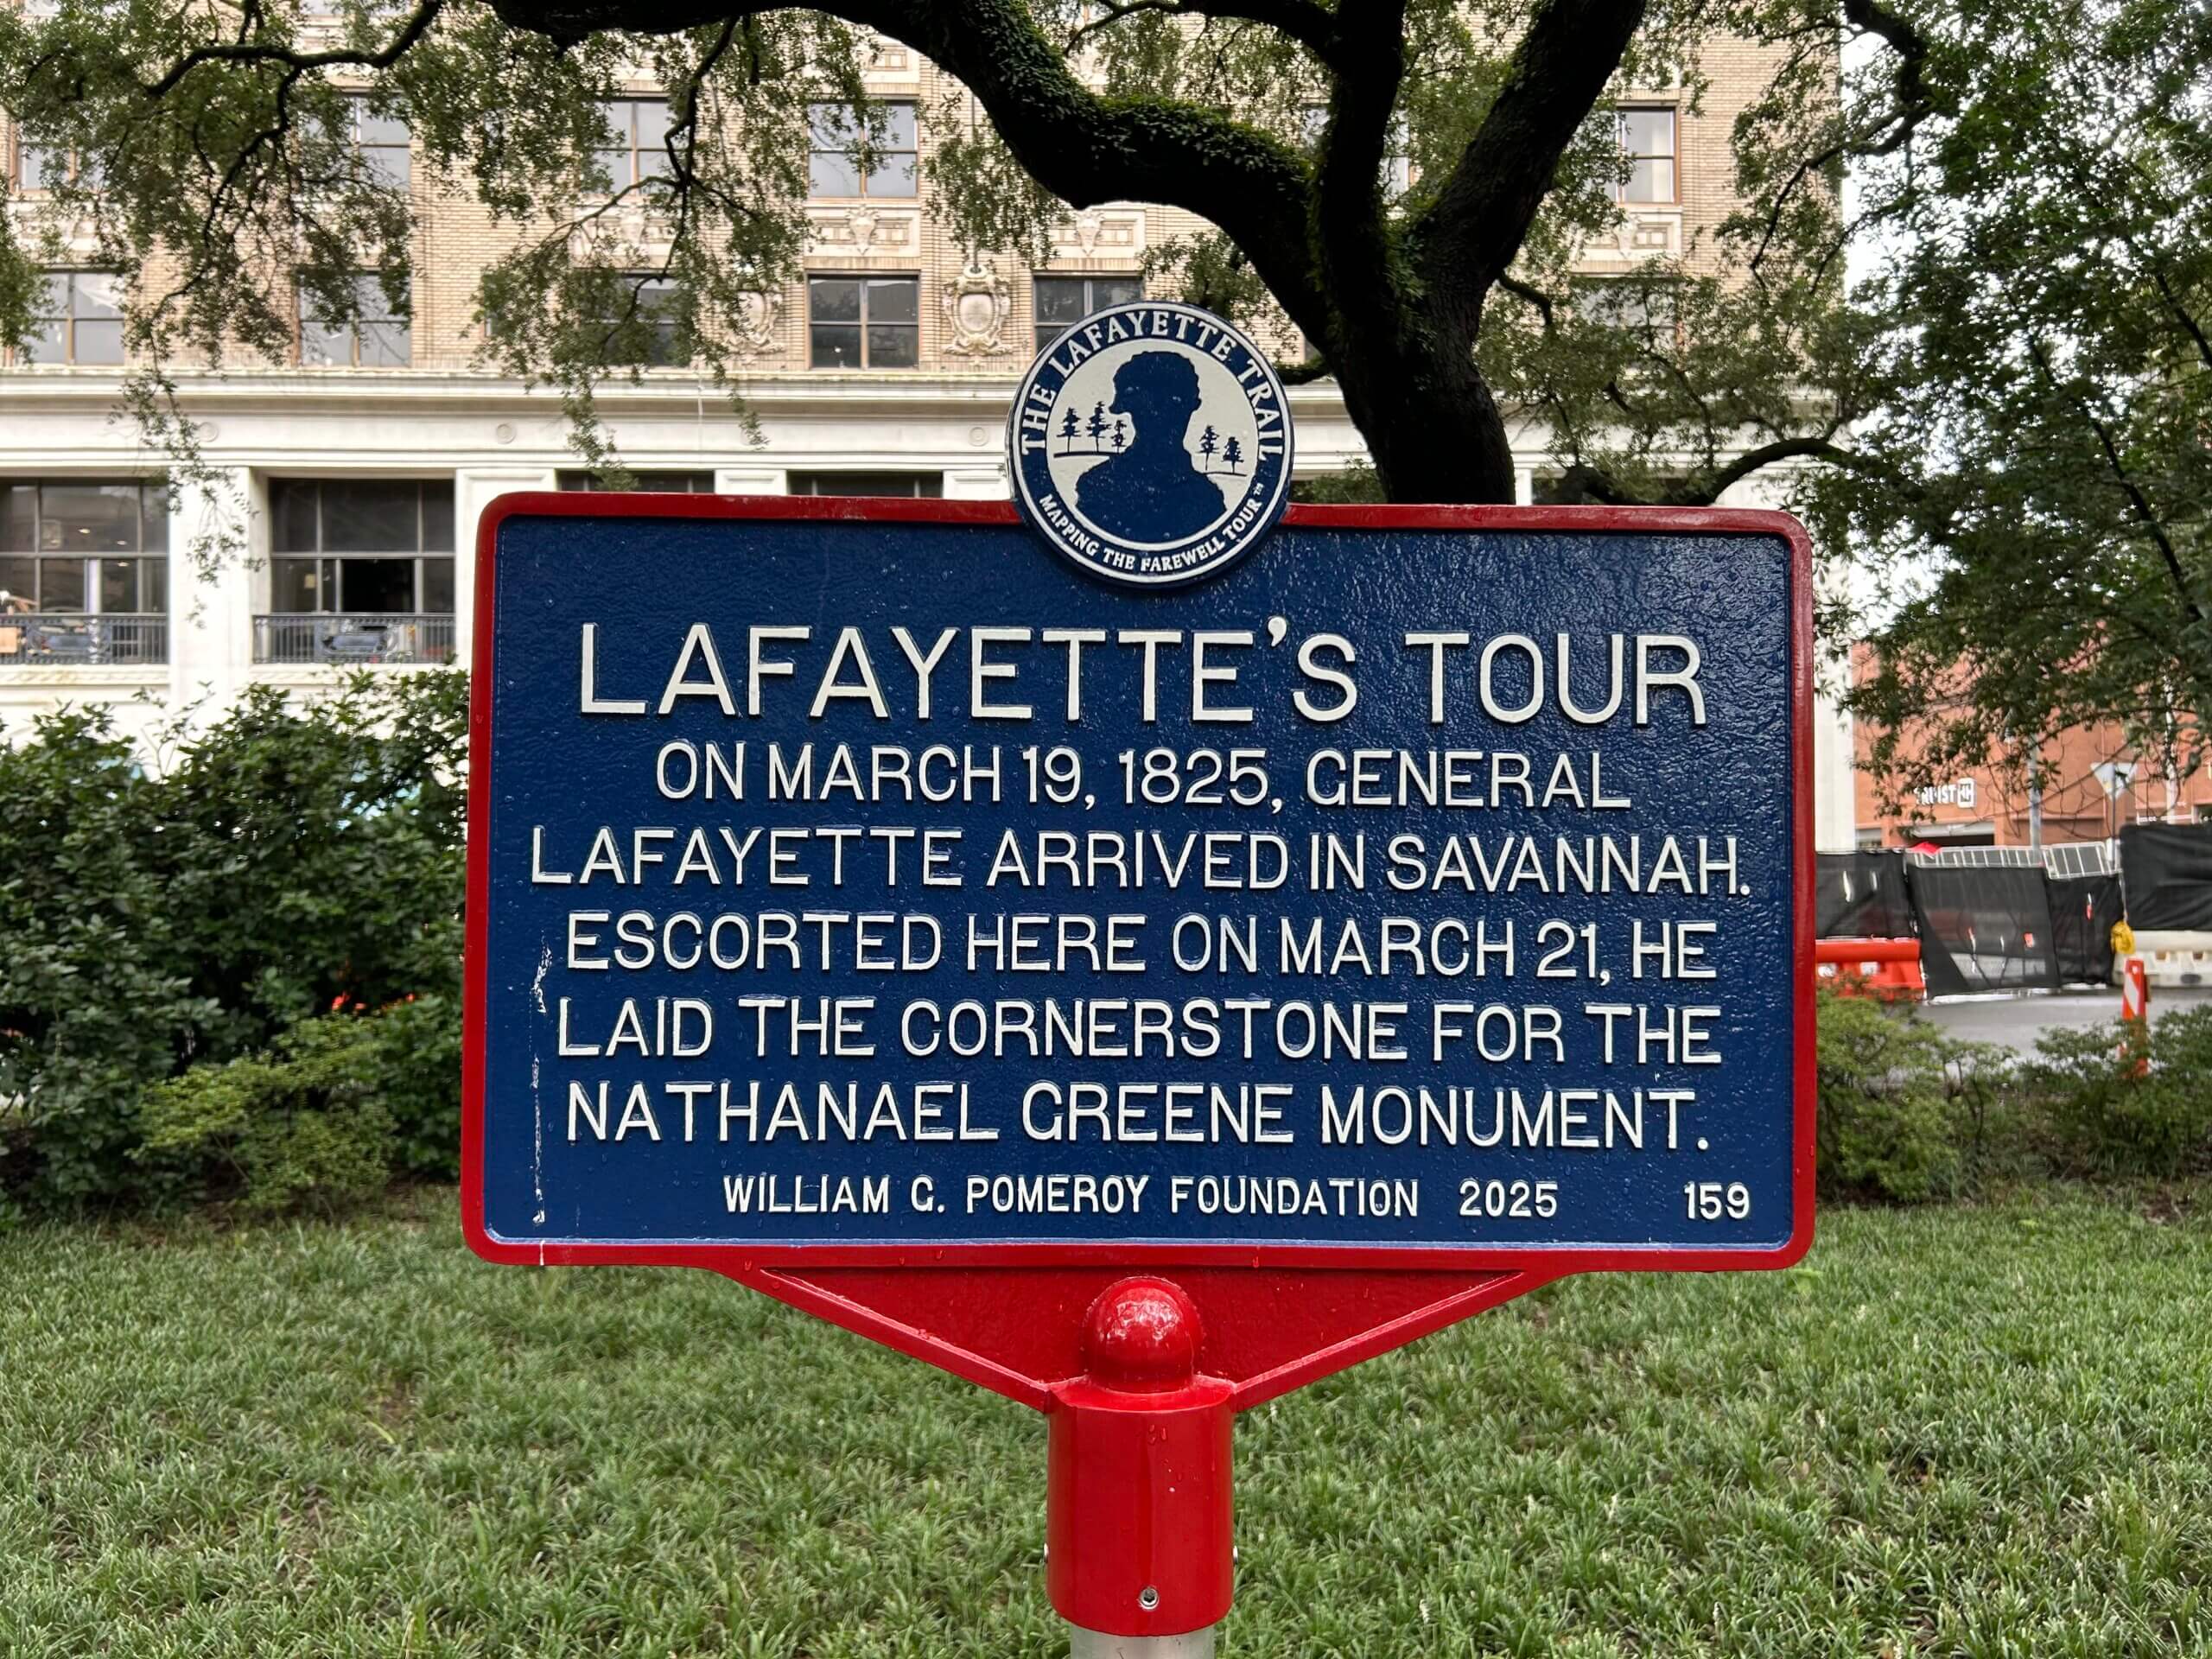 THE LAFAYETTE TRAIL
MAPPING THE FAREWELL TOUR™
LAFAYETTE'S TOUR
ON MARCH 19, 1825, GENERAL
LAFAYETTE ARRIVED IN SAVANNAH.
ESCORTED HERE ON MARCH 21, HE
LAID THE CORNERSTONE FOR THE
NATHANAEL GREENE MONUMENT.
WILLIAM G. POMEROY FOUNDATION 2025 159